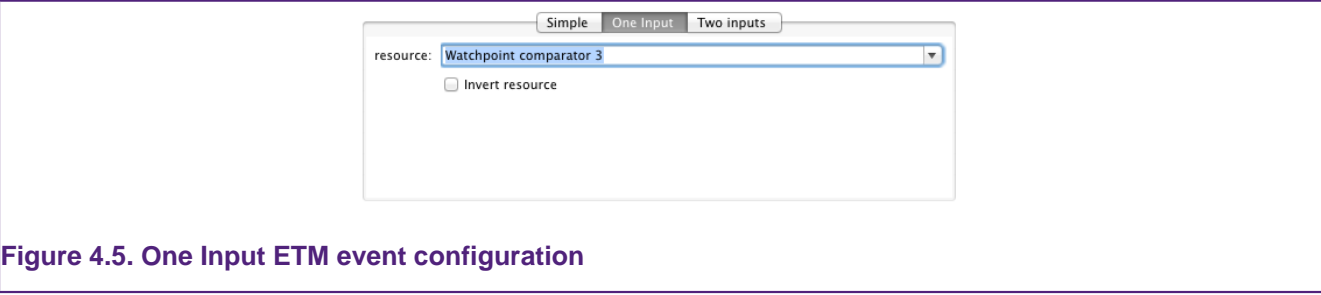 Simple One Input Two inputs
resource: Watchpoint comparator 3
Invert resource
Figure 4.5. One Input ETM event configuration